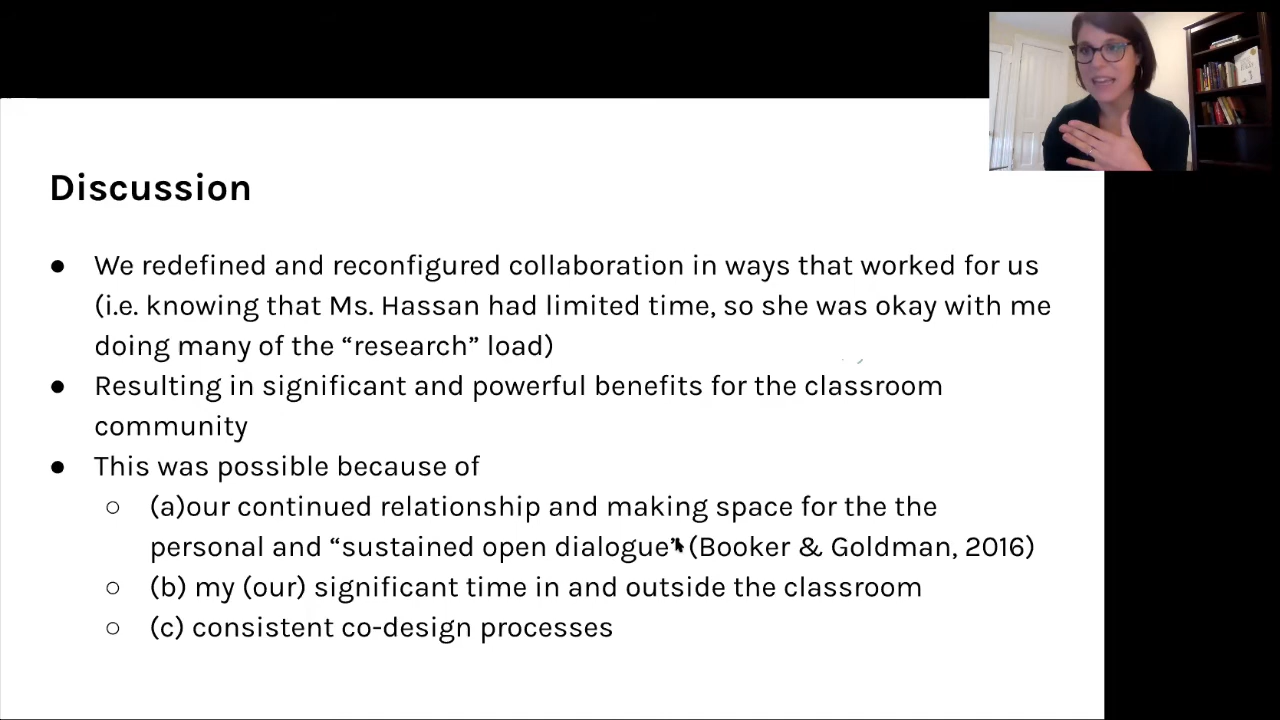 Discussion
● We redefined and reconfigured collaboration in ways that worked for us
(i.e. knowing that Ms. Hassan had limited time, so she was okay with me
doing many of the “research” load)
● Resulting in significant and powerful benefits for the classroom
community
● This was possible because of
○ (a)our continued relationship and making space for the the
personal and “sustained open dialogue” (Booker & Goldman, 2016)
○ (b) my (our) significant time in and outside the classroom
○ (c) consistent co-design processes